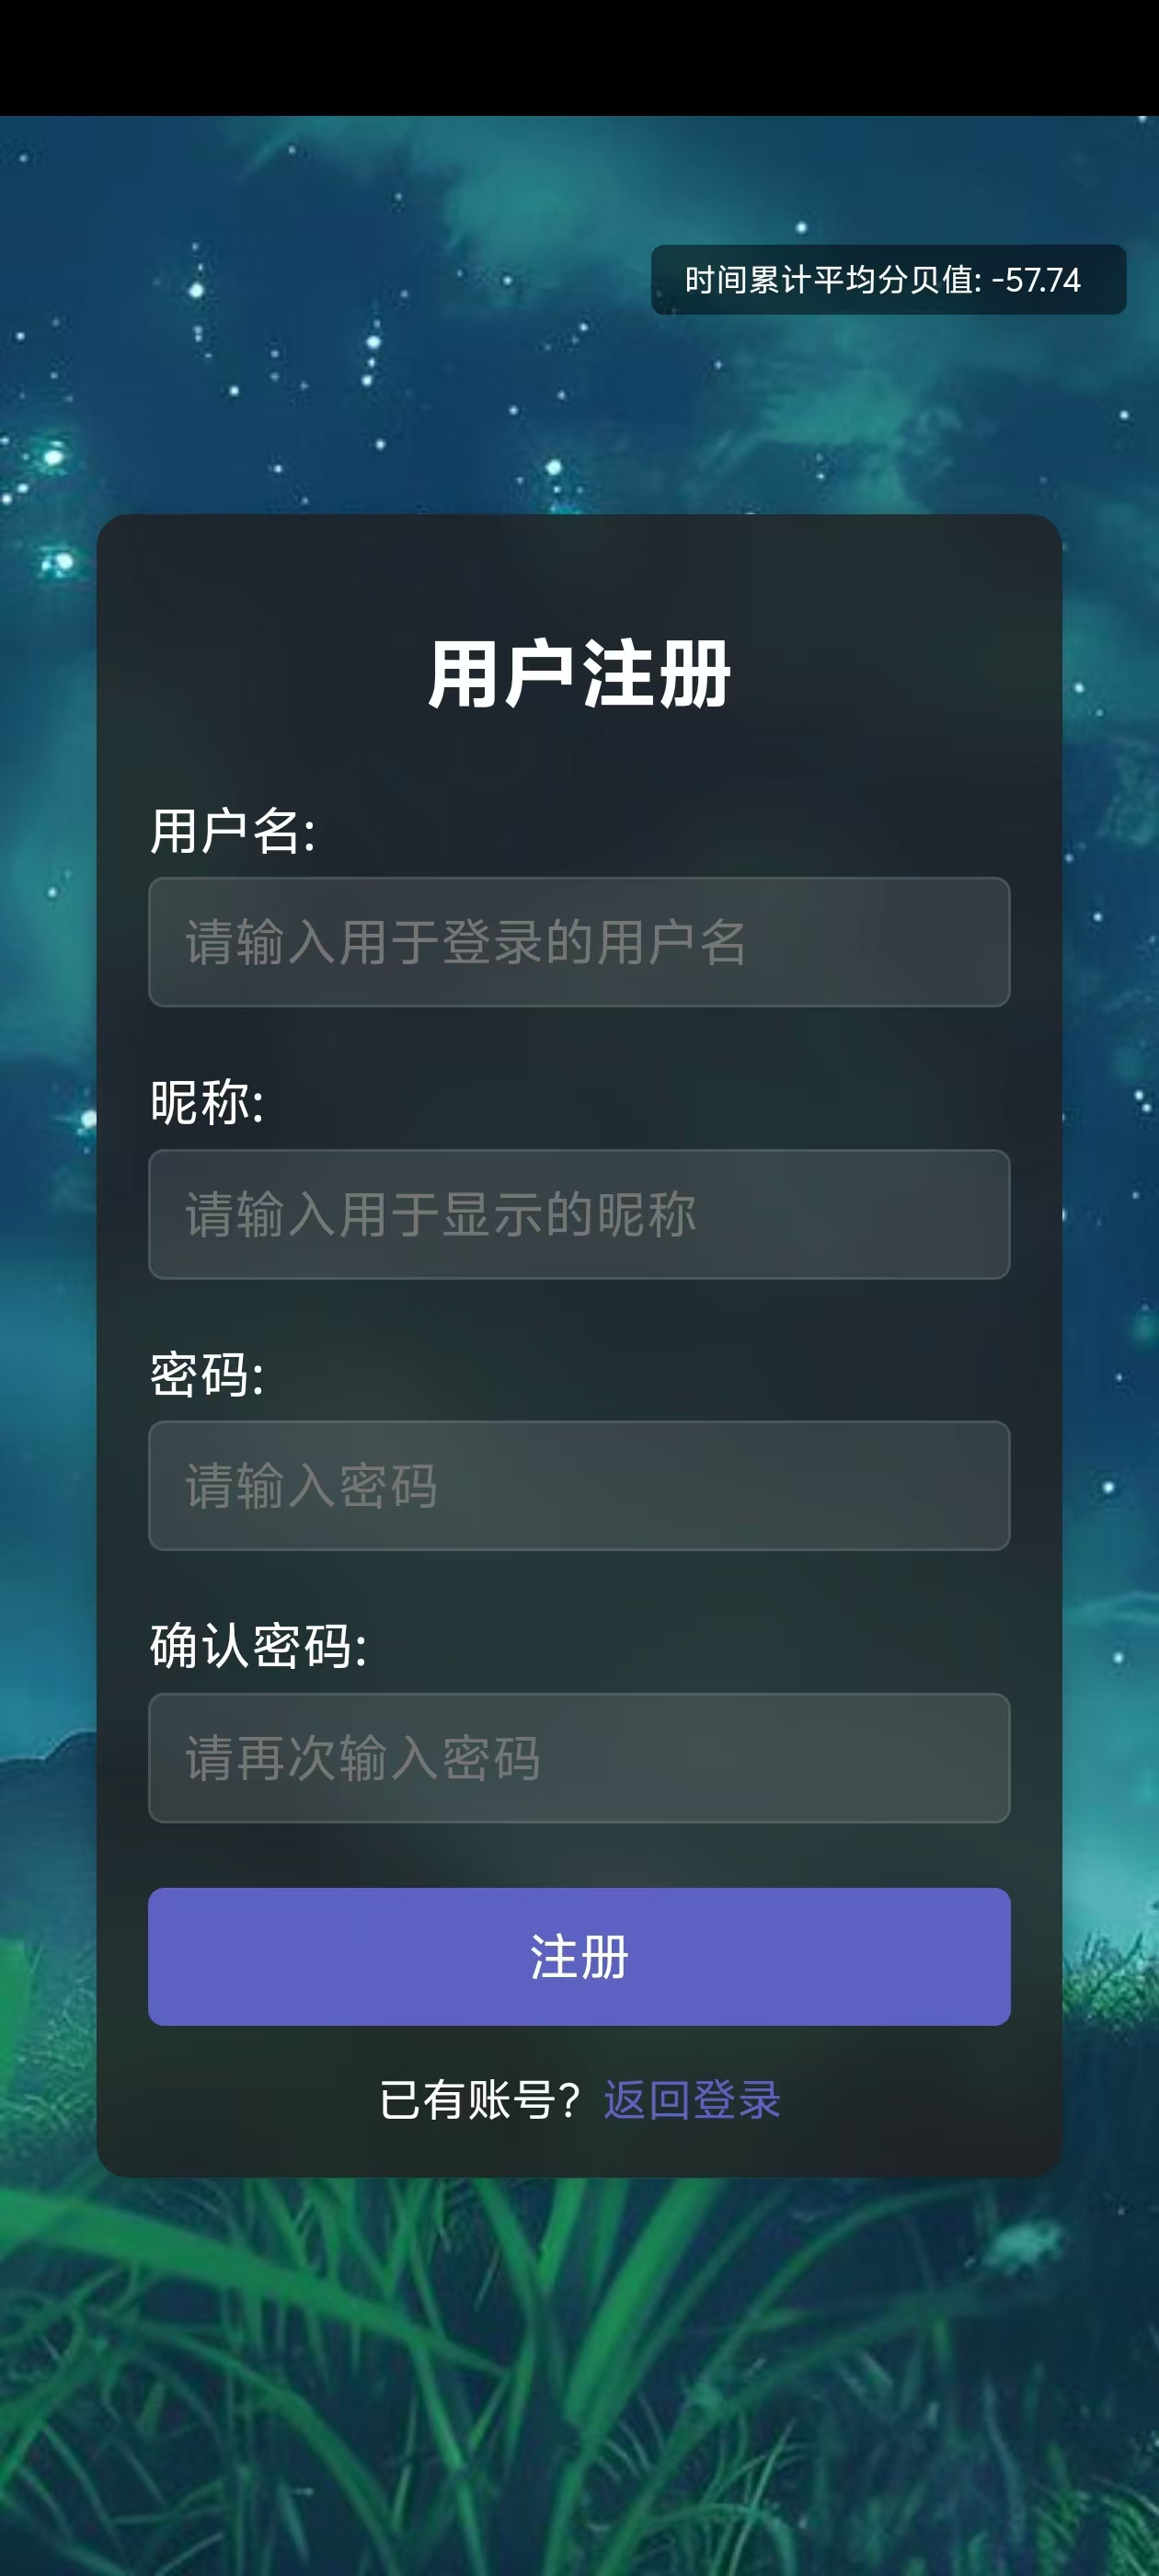 时间累计平均分贝值: -57.74
用户注册
用户名:
请输入用于登录的用户名
昵称:
请输入用于显示的昵称
密码:
请输入密码
确认密码:
请再次输入密码
注册
已有账号？返回登录